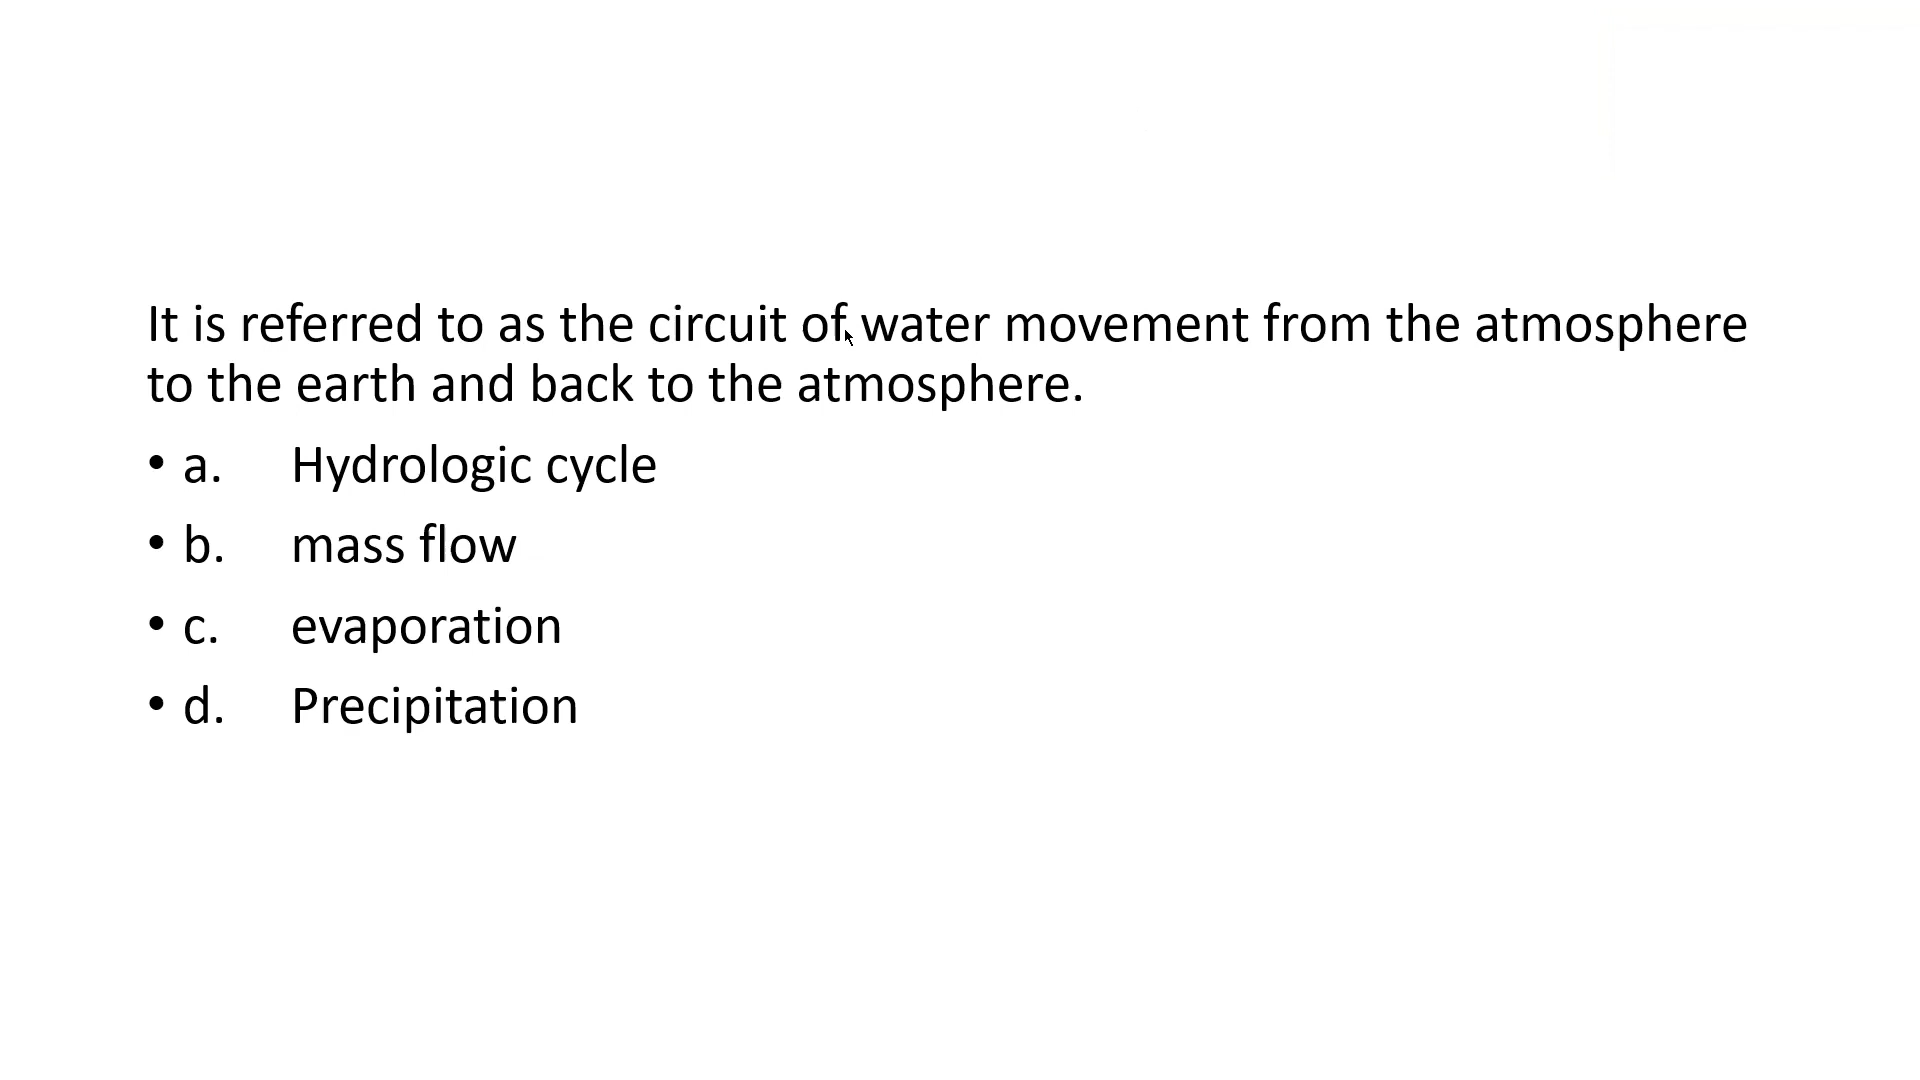 It is referred to as the circuit of water movement from the atmosphere
to the earth and back to the atmosphere.
• a. Hydrologic cycle
• b. mass flow
• c. evaporation
• d. Precipitation